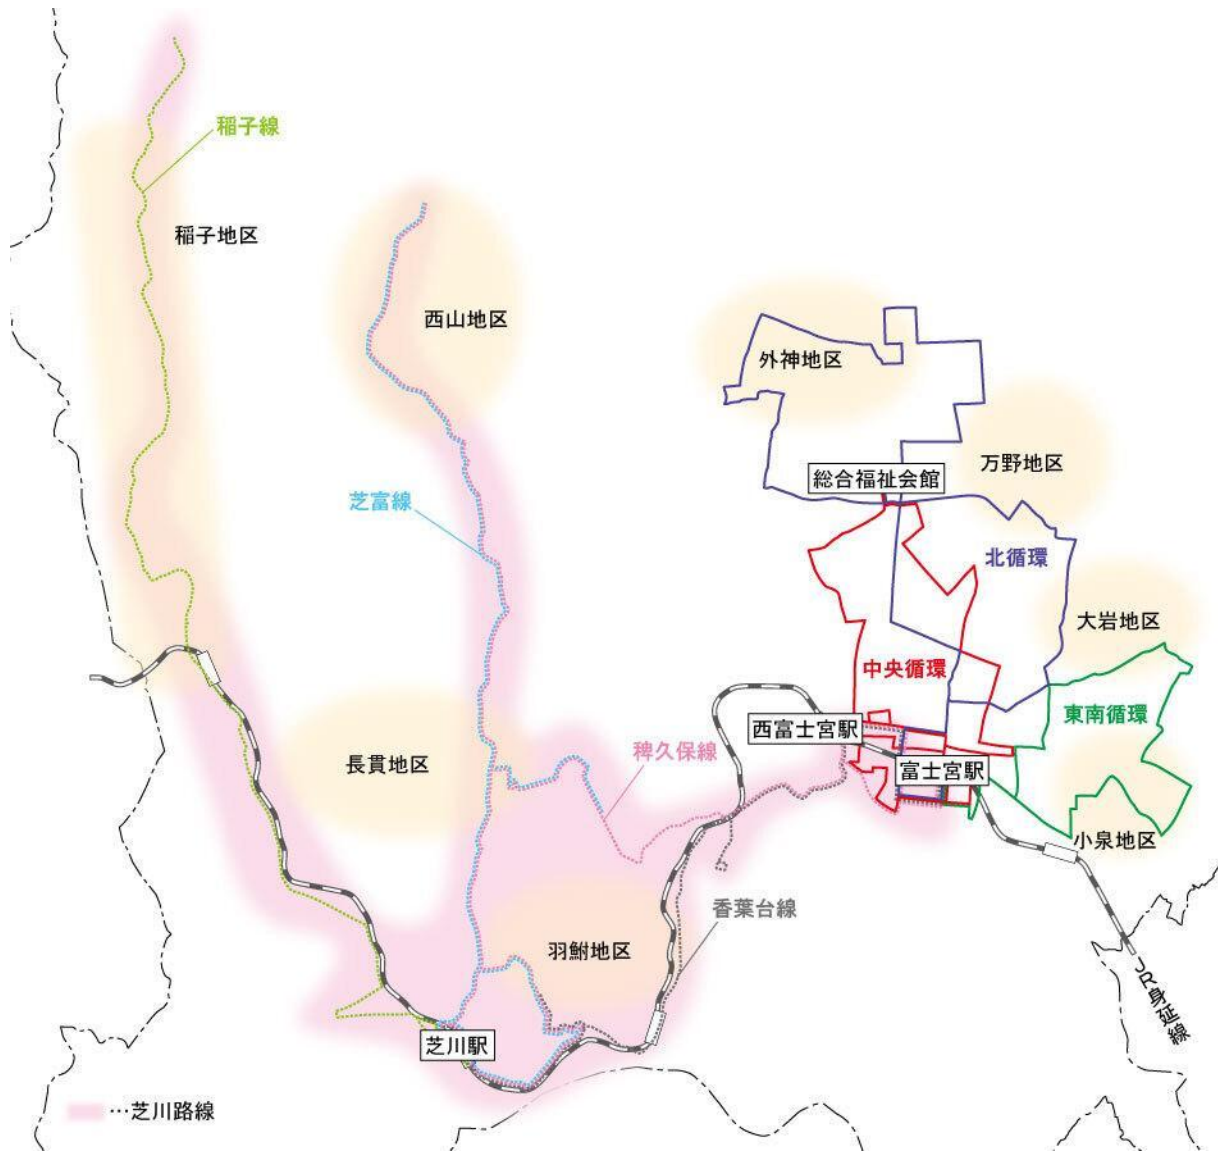 稲子線
稲子地区
西山地区
外神地区
万野地区
総合福祉会館
芝富線
北循環
大岩地区
中央循環
東南循環
西富士宮駅
稗久保線
長貫地区
富士宮駅
小泉地区
香葉台線
羽鮒地区
JR身延線
芝川駅
…芝川路線